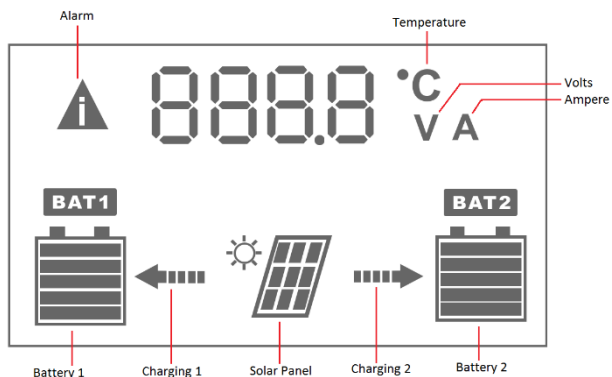 Alarm
Temperature
i
888.8
°C
Volts
V A
Ampere
BAT1
BAT2
Battery 1
Charging 1
Solar Panel
Charging 2
Battery 2